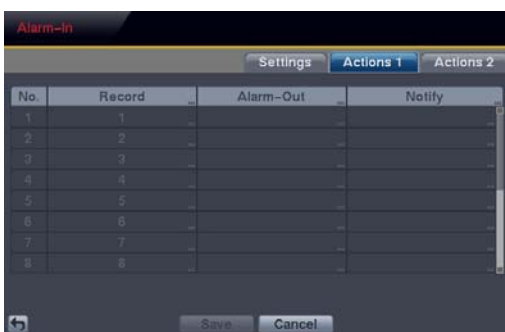 Alarm-In
Settings Actions 1 Actions 2
No. Record Alarm-Out Notify
1 1
2 2
3 3
4 4
5 5
6 6
7 7
8 8
Save Cancel